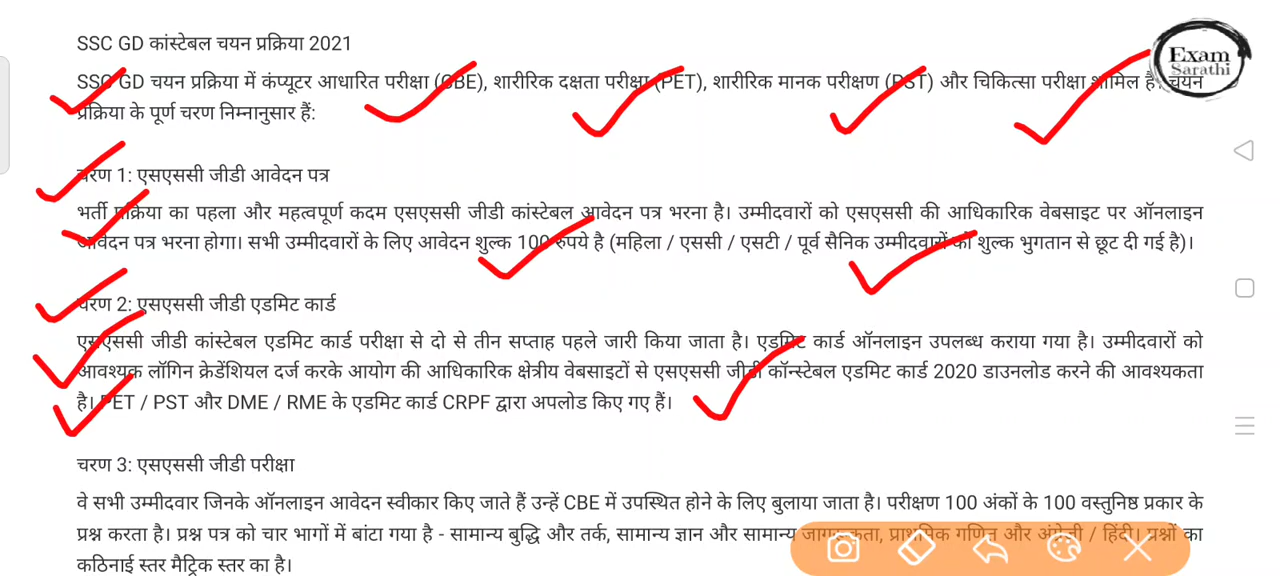 SSC GD कांस्टेबल चयन प्रक्रिया 2021
Exam
Sarathi
SSC GD चयन प्रक्रिया में कंप्यूटर आधारित परीक्षा (CBE), शारीरिक दक्षता परीक्षा (PET), शारीरिक मानक परीक्षण (PST) और चिकित्सा परीक्षा शामिल है। चयन
प्रक्रिया के पूर्ण चरण निम्नानुसार हैं:
चरण 1: एसएससी जीडी आवेदन पत्र
भर्ती प्रक्रिया का पहला और महत्वपूर्ण कदम एसएससी जीडी कांस्टेबल आवेदन पत्र भरना है। उम्मीदवारों को एसएससी की आधिकारिक वेबसाइट पर ऑनलाइन
आवेदन पत्र भरना होगा। सभी उम्मीदवारों के लिए आवेदन शुल्क 100 रुपये है (महिला / एससी / एसटी / पूर्व सैनिक उम्मीदवारों को शुल्क भुगतान से छूट दी गई है)।
चरण 2: एसएससी जीडी एडमिट कार्ड
एसएससी जीडी कांस्टेबल एडमिट कार्ड परीक्षा से दो से तीन सप्ताह पहले जारी किया जाता है। एडमिट कार्ड ऑनलाइन उपलब्ध कराया गया है। उम्मीदवारों को
आवश्यक लॉगिन क्रेडेंशियल दर्ज करके आयोग की आधिकारिक क्षेत्रीय वेबसाइटों से एसएससी जीडी कॉन्स्टेबल एडमिट कार्ड 2020 डाउनलोड करने की आवश्यकता
है। PET / PST और DME / RME के एडमिट कार्ड CRPF द्वारा अपलोड किए गए हैं।
चरण 3: एसएससी जीडी परीक्षा
वे सभी उम्मीदवार जिनके ऑनलाइन आवेदन स्वीकार किए जाते हैं उन्हें CBE में उपस्थित होने के लिए बुलाया जाता है। परीक्षण 100 अंकों के 100 वस्तुनिष्ठ प्रकार के
प्रश्न करता है। प्रश्न पत्र को चार भागों में बांटा गया है - सामान्य बुद्धि और तर्क, सामान्य ज्ञान और सामान्य जागरूकता, प्राथमिक गणित और अंग्रेजी / हिंदी। प्रश्नों का
कठिनाई स्तर मैट्रिक स्तर का है।